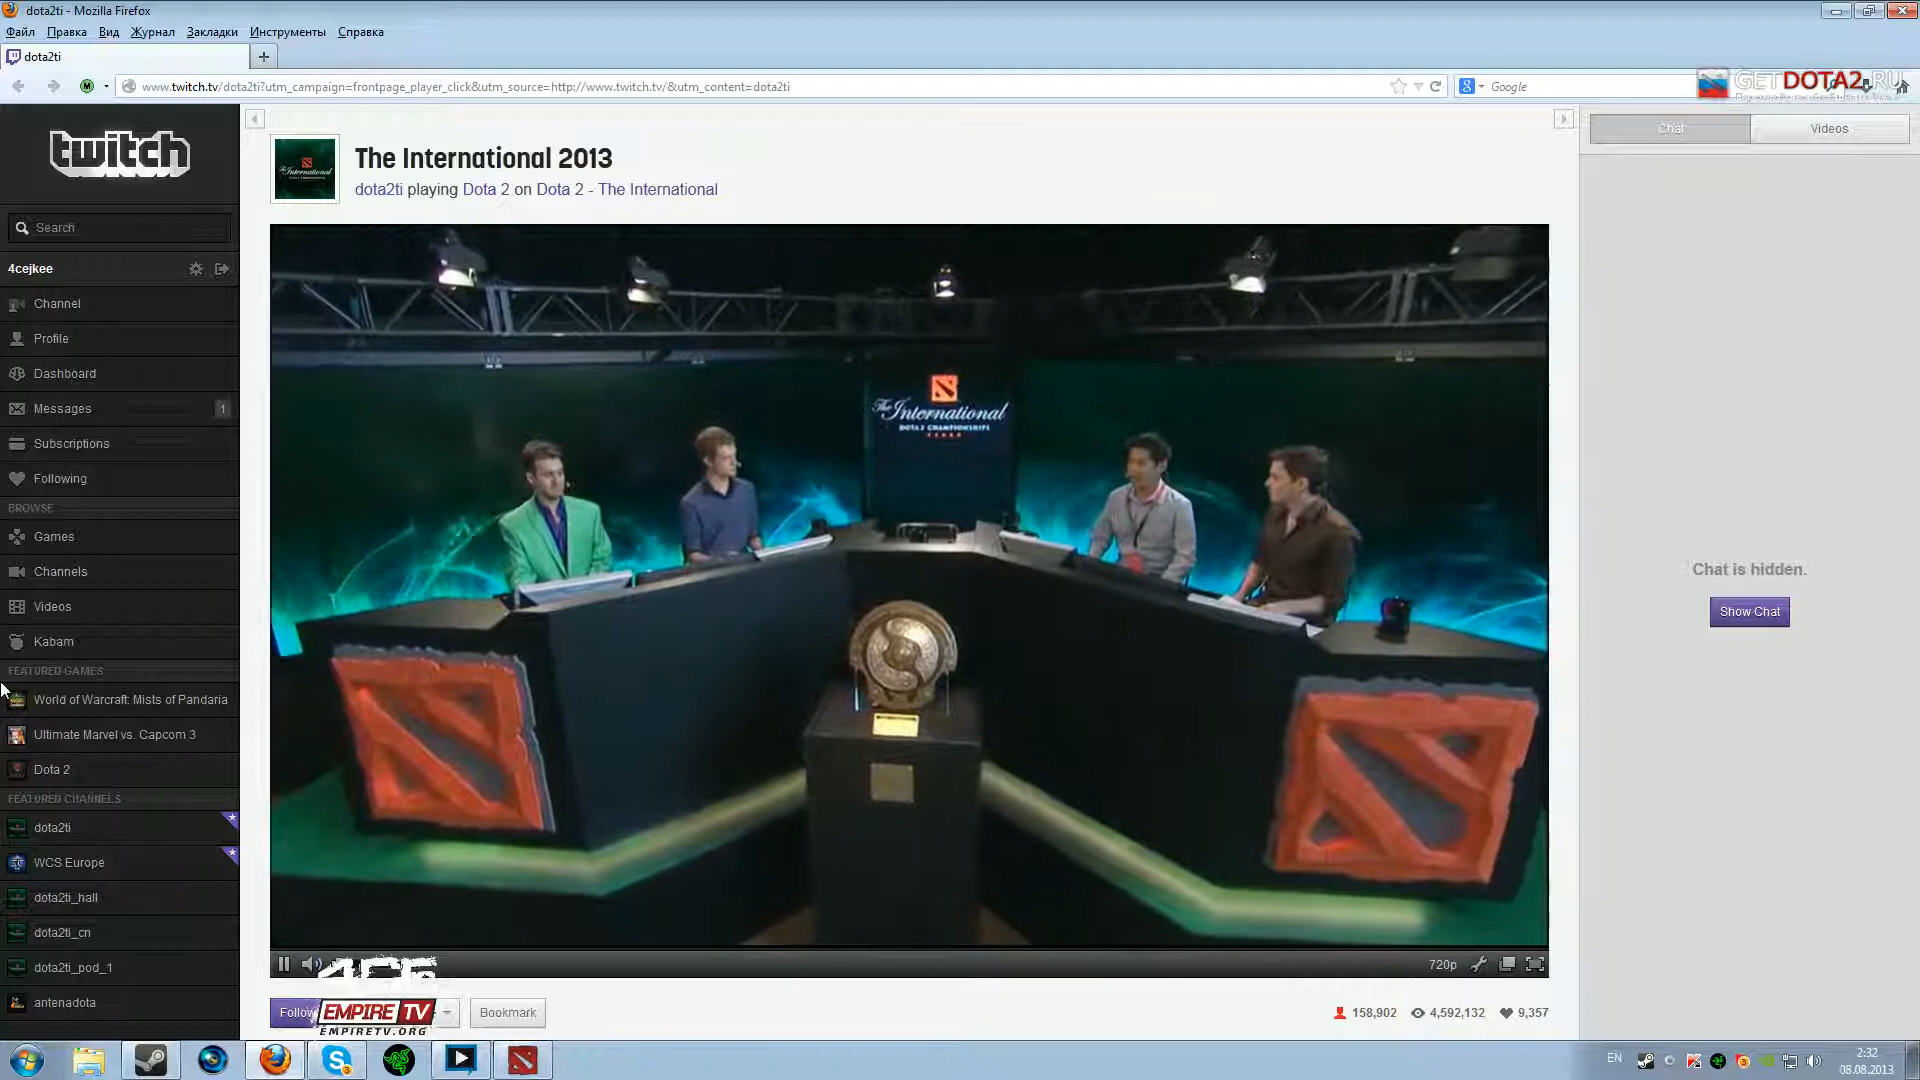 dota2ti - Mozilla Firefox
Файл Правка Вид Журнал Закладки Инструменты Справка
dota2ti
www.twitch.tv/dota2ti?utm_campaign=frontpage_player_click&utm_source=http://www.twitch.tv/&utm_content=dota2ti
Google
GETDOTA2.RU
twitch
Search
4cejkee
Channel
Profile
Dashboard
Messages 1
Subscriptions
Following
BROWSE
Games
Channels
Videos
Kabam
FEATURED GAMES
World of Warcraft: Mists of Pandaria
Ultimate Marvel vs. Capcom 3
Dota 2
FEATURED CHANNELS
dota2ti
WCS Europe
dota2ti_hall
dota2ti_cn
dota2ti_pod_1
antenadota
The International 2013
dota2ti playing Dota 2 on Dota 2 - The International
The International
DOTA 2 CHAMPIONSHIPS
720p
Follow
EMPIRE TV
EMPIRETV.ORG
Bookmark
158,902 4,592,132 9,357
Chat Videos
Chat is hidden.
Show Chat
EN
2:32
08.08.2013